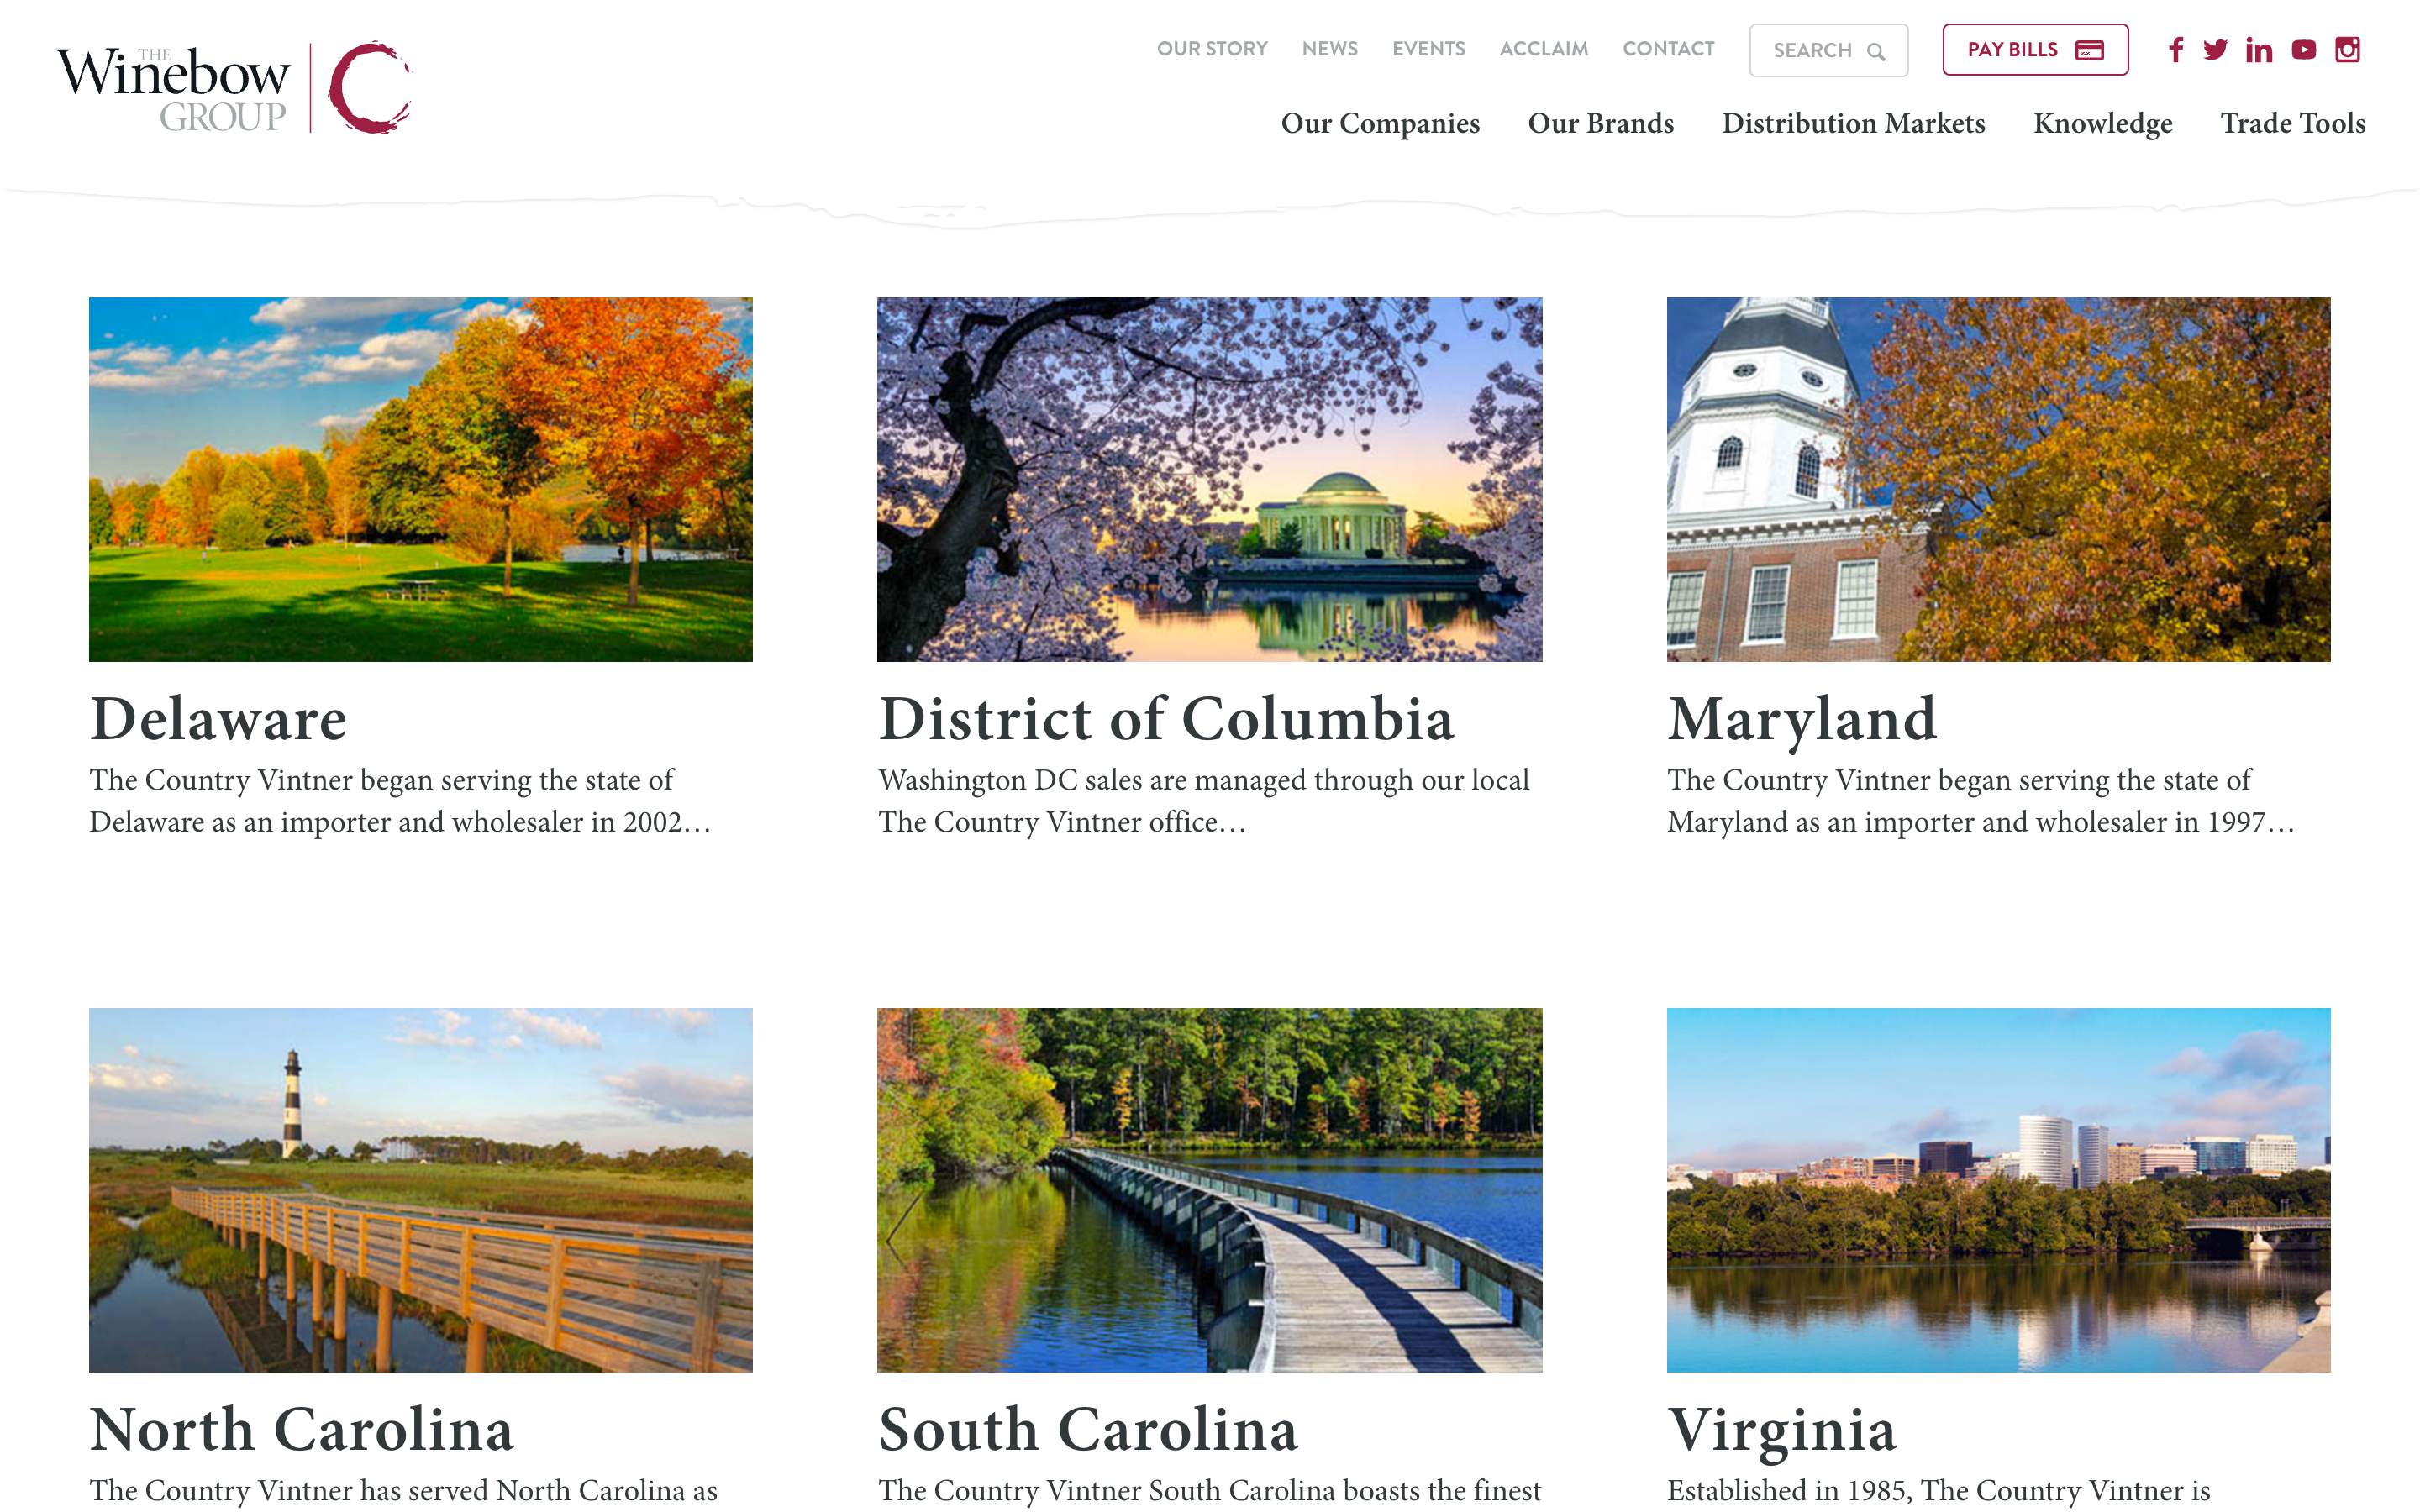 THE
Winebow
GROUP
OUR STORY NEWS EVENTS ACCLAIM CONTACT SEARCH PAY BILLS
Our Companies Our Brands Distribution Markets Knowledge Trade Tools
Delaware
The Country Vintner began serving the state of
Delaware as an importer and wholesaler in 2002…
District of Columbia
Washington DC sales are managed through our local
The Country Vintner office…
Maryland
The Country Vintner began serving the state of
Maryland as an importer and wholesaler in 1997…
North Carolina
The Country Vintner has served North Carolina as
South Carolina
The Country Vintner South Carolina boasts the finest
Virginia
Established in 1985, The Country Vintner is